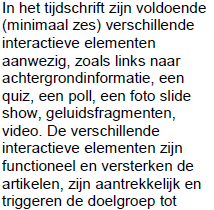 In het tijdschrift zijn voldoende
(minimaal zes) verschillende
interactieve elementen
aanwezig, zoals links naar
achtergrondinformatie, een
quiz, een poll, een foto slide
show, geluidsfragmenten,
video. De verschillende
interactieve elementen zijn
functioneel en versterken de
artikelen, zijn aantrekkelijk en
triggeren de doelgroep tot